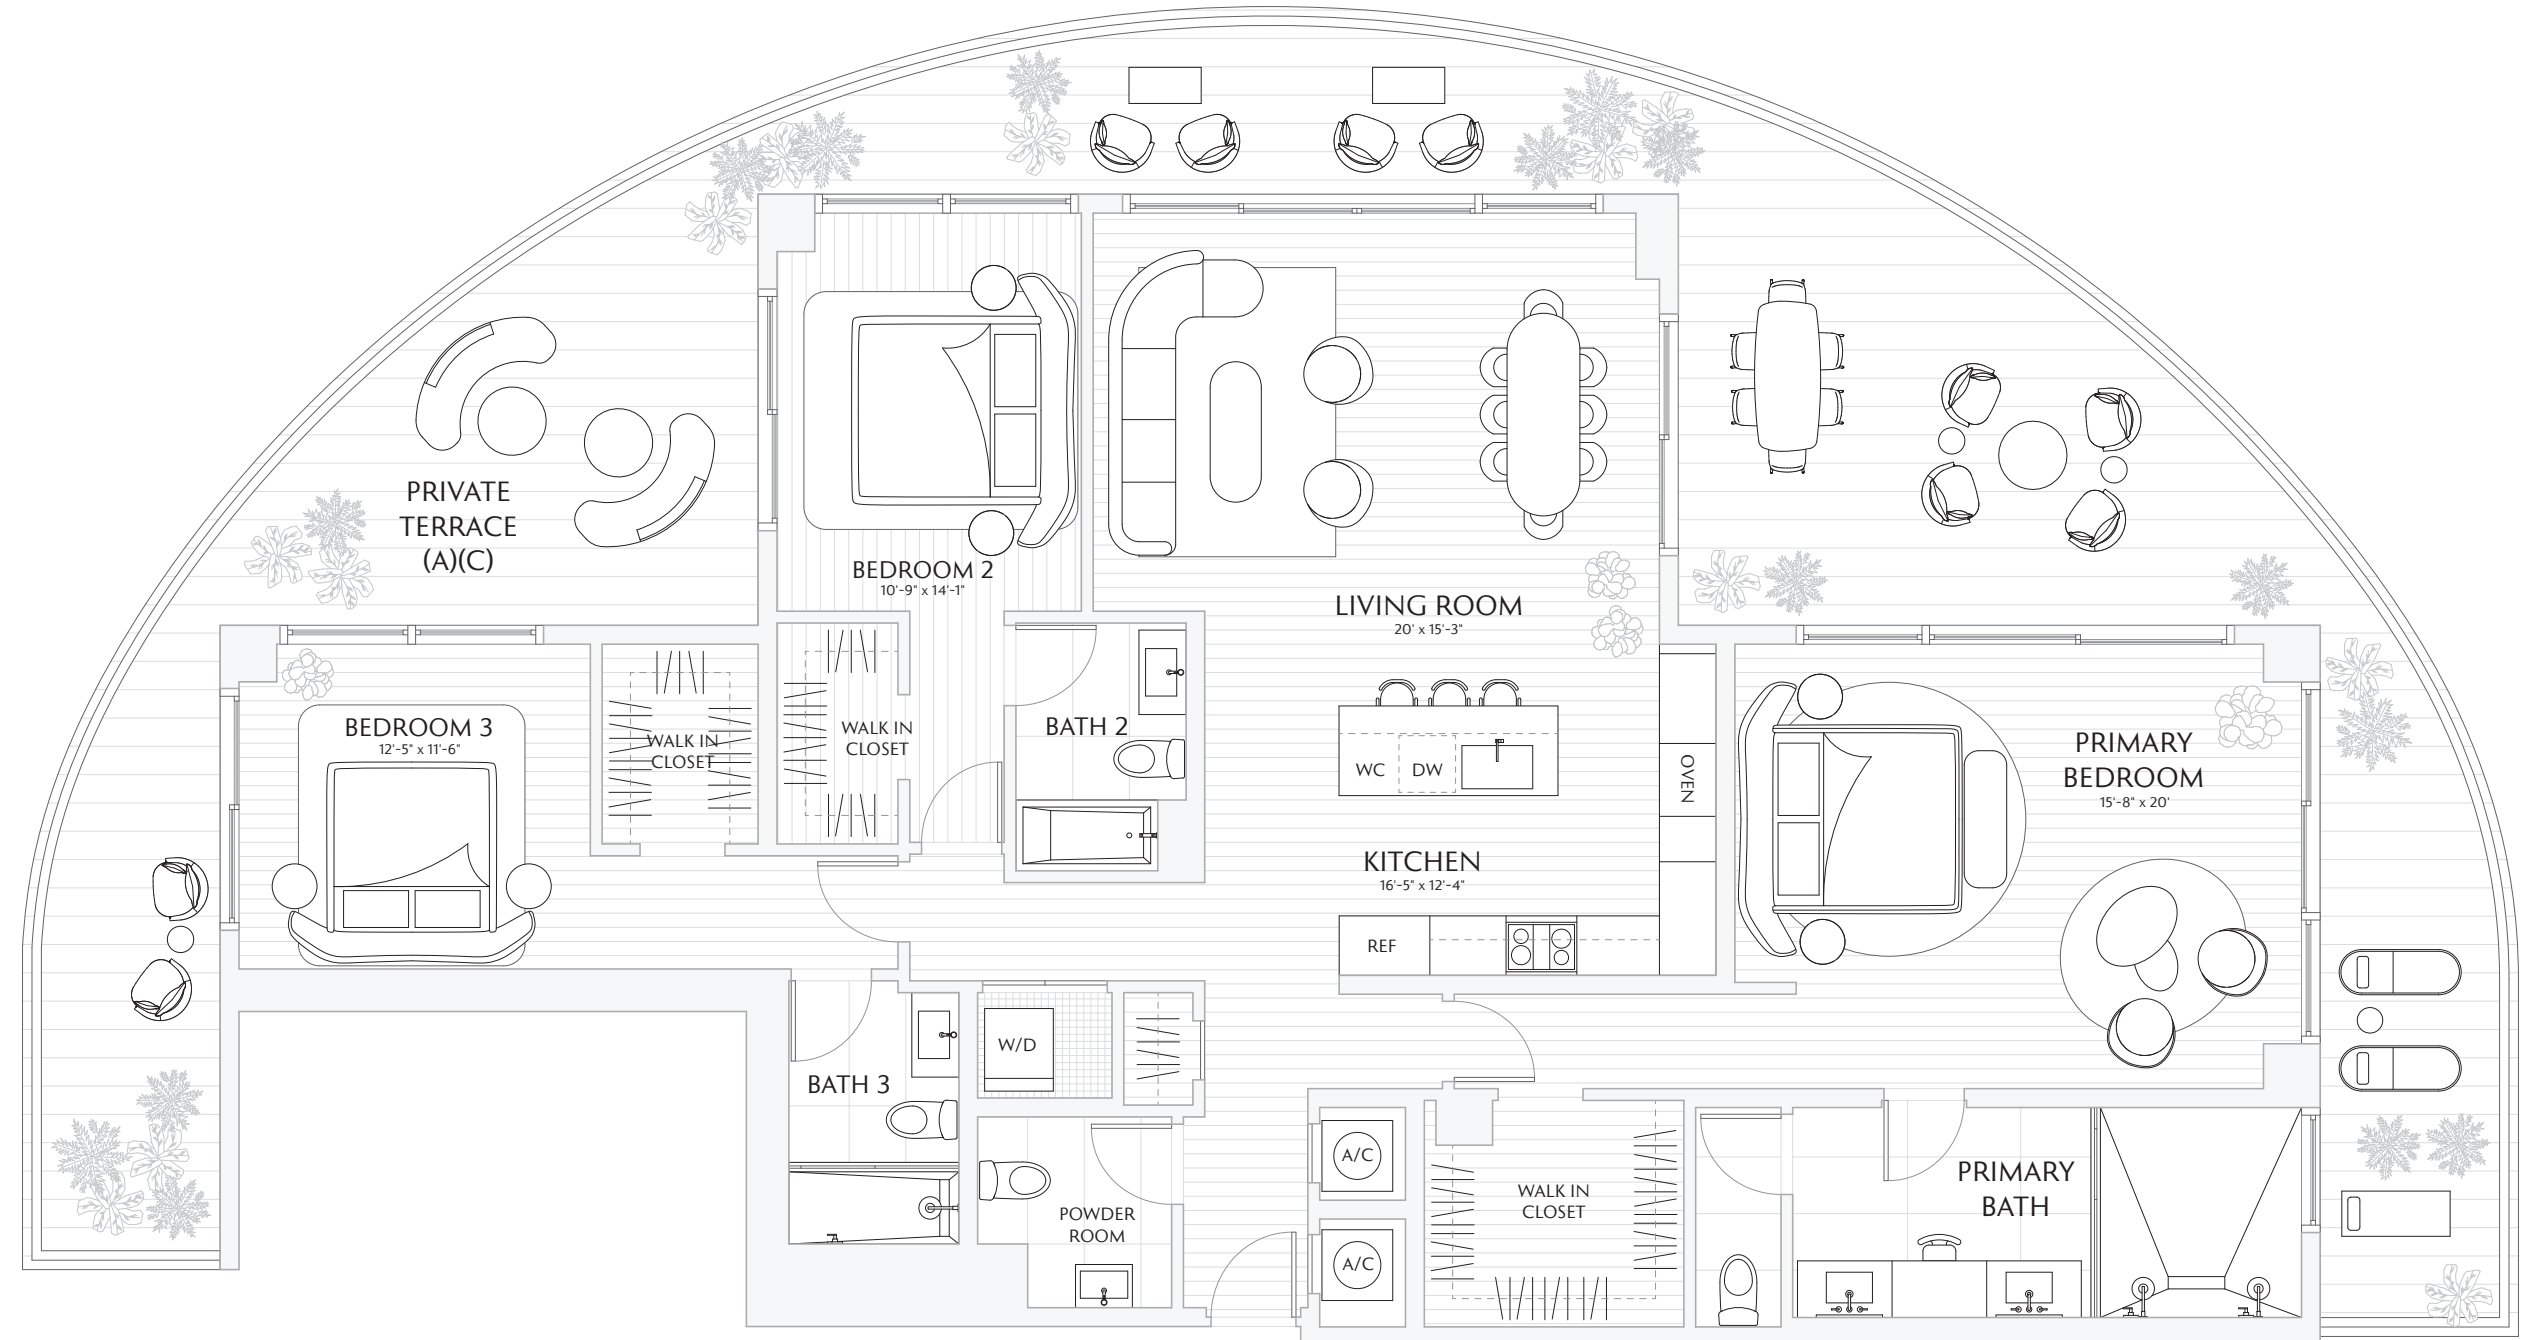 PRIVATE
TERRACE
(A)(C)
BEDROOM 2
10'-9" x 14'-1"
LIVING ROOM
20' x 15'-3"
BEDROOM 3
12'-5" x 11'-6"
WALK IN
CLOSET
WALK IN
CLOSET
BATH 2
WC
DW
OVEN
PRIMARY
BEDROOM
15'-8" x 20'
KITCHEN
16'-5" x 12'-4"
REF
W/D
BATH 3
POWDER
ROOM
A/C
A/C
WALK IN
CLOSET
PRIMARY
BATH